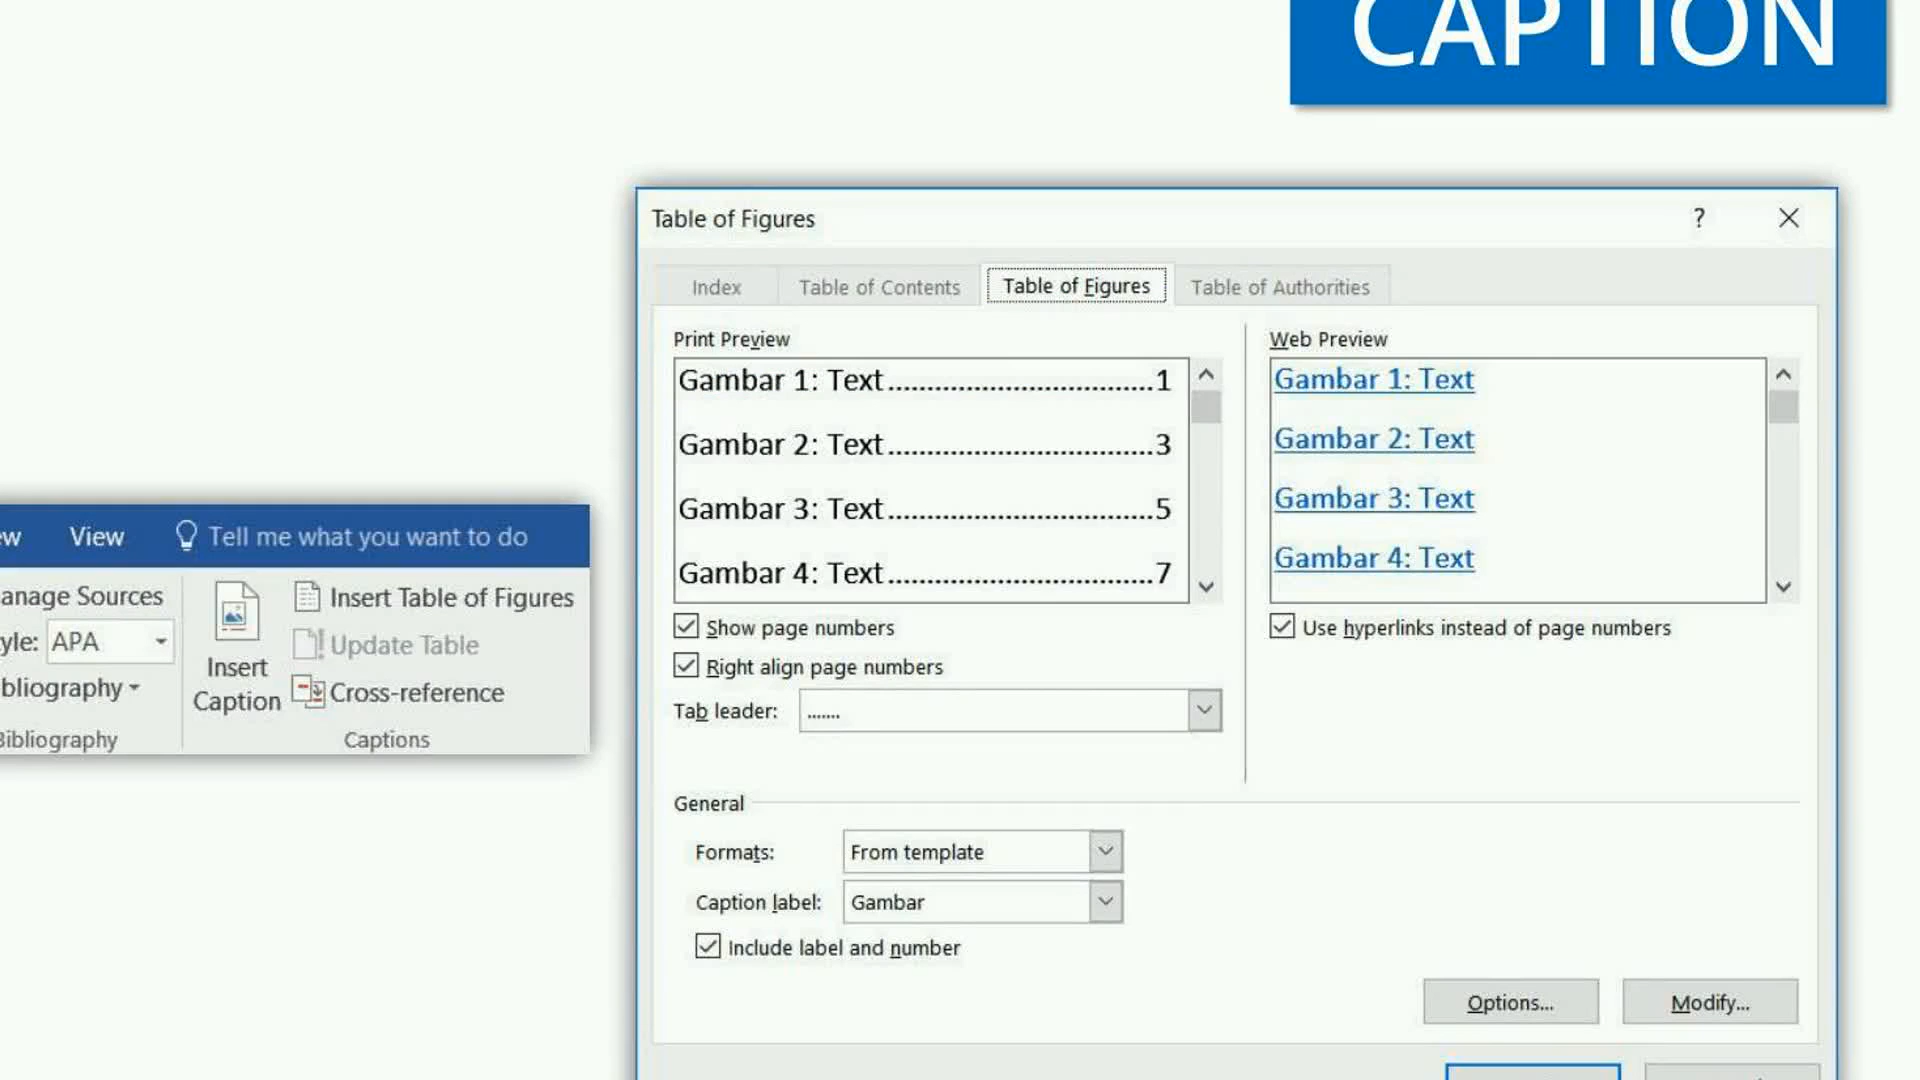 CAPTION
Table of Figures ?
Index Table of Contents Table of Figures Table of Authorities
Print Preview
Gambar 1: Text..................................1
Gambar 2: Text..................................3
Gambar 3: Text..................................5
Gambar 4: Text..................................7
Show page numbers
Right align page numbers
Tab leader: .......
Web Preview
Gambar 1: Text
Gambar 2: Text
Gambar 3: Text
Gambar 4: Text
Use hyperlinks instead of page numbers
General
Formats: From template
Caption label: Gambar
Include label and number
Options... Modify...
ew View Tell me what you want to do
anage Sources
yle: APA
bliography
Bibliography
Insert
Caption
Insert Table of Figures
Update Table
Cross-reference
Captions